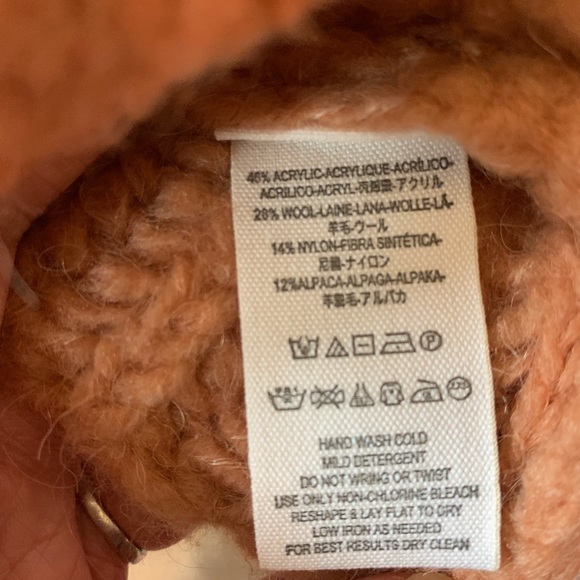 46% ACRYLIC-ACRYLIQUE-ACRÍLICO-
ACRILICO-ACRYL-アクリル
28% WOOL-LAINE-LANA-WOLLE-LÃ-
羊毛-ウール
14% NYLON-FIBRA SINTÉTICA-
尼龍-ナイロン
12%ALPACA-ALPAGA-ALPAKA-
羊駝毛-アルパカ
HAND WASH COLD
MILD DETERGENT
DO NOT WRING OR TWIST
USE ONLY NON-CHLORINE BLEACH
RESHAPE & LAY FLAT TO DRY
LOW IRON AS NEEDED
FOR BEST RESULTS DRY CLEAN